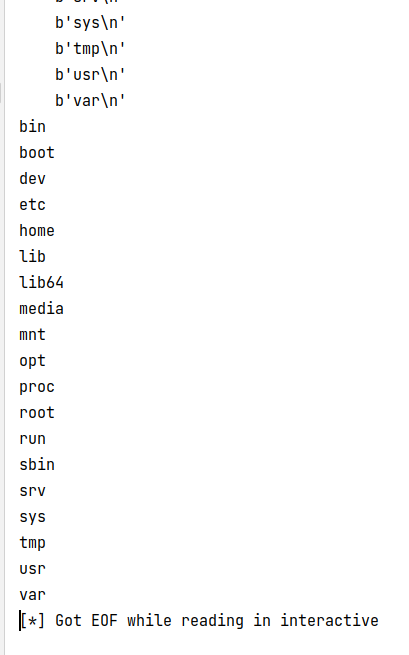 b'srv\n'
b'sys\n'
b'tmp\n'
b'usr\n'
b'var\n'
bin
boot
dev
etc
home
lib
lib64
media
mnt
opt
proc
root
run
sbin
srv
sys
tmp
usr
var
[*] Got EOF while reading in interactive